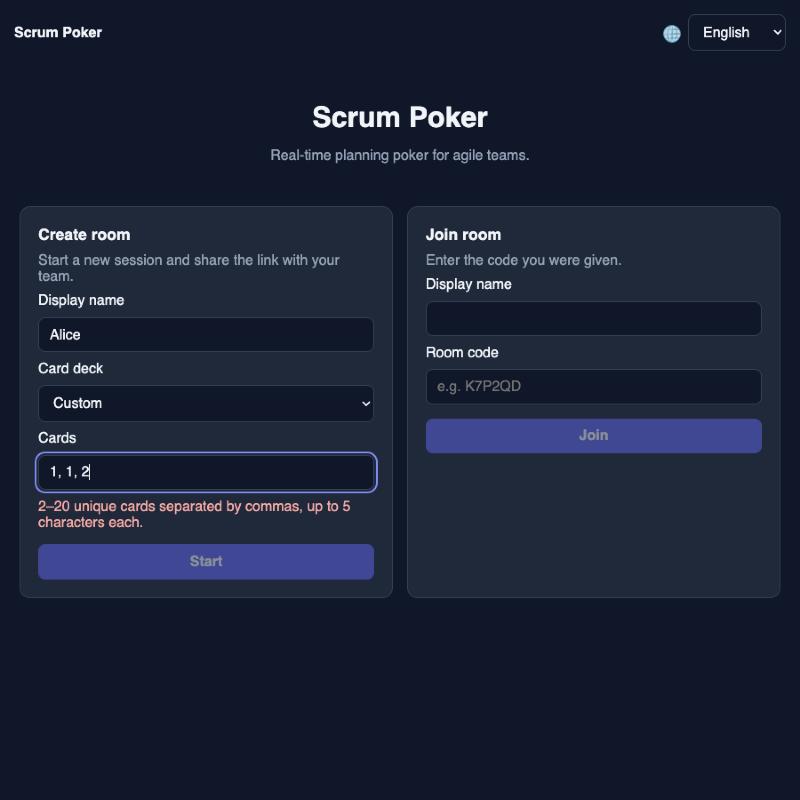 Scrum Poker
English
Scrum Poker
Real-time planning poker for agile teams.
Create room
Start a new session and share the link with your
team.
Display name
Alice
Card deck
Custom
Cards
1, 1, 2
2–20 unique cards separated by commas, up to 5
characters each.
Start
Join room
Enter the code you were given.
Display name
Room code
e.g. K7P2QD
Join